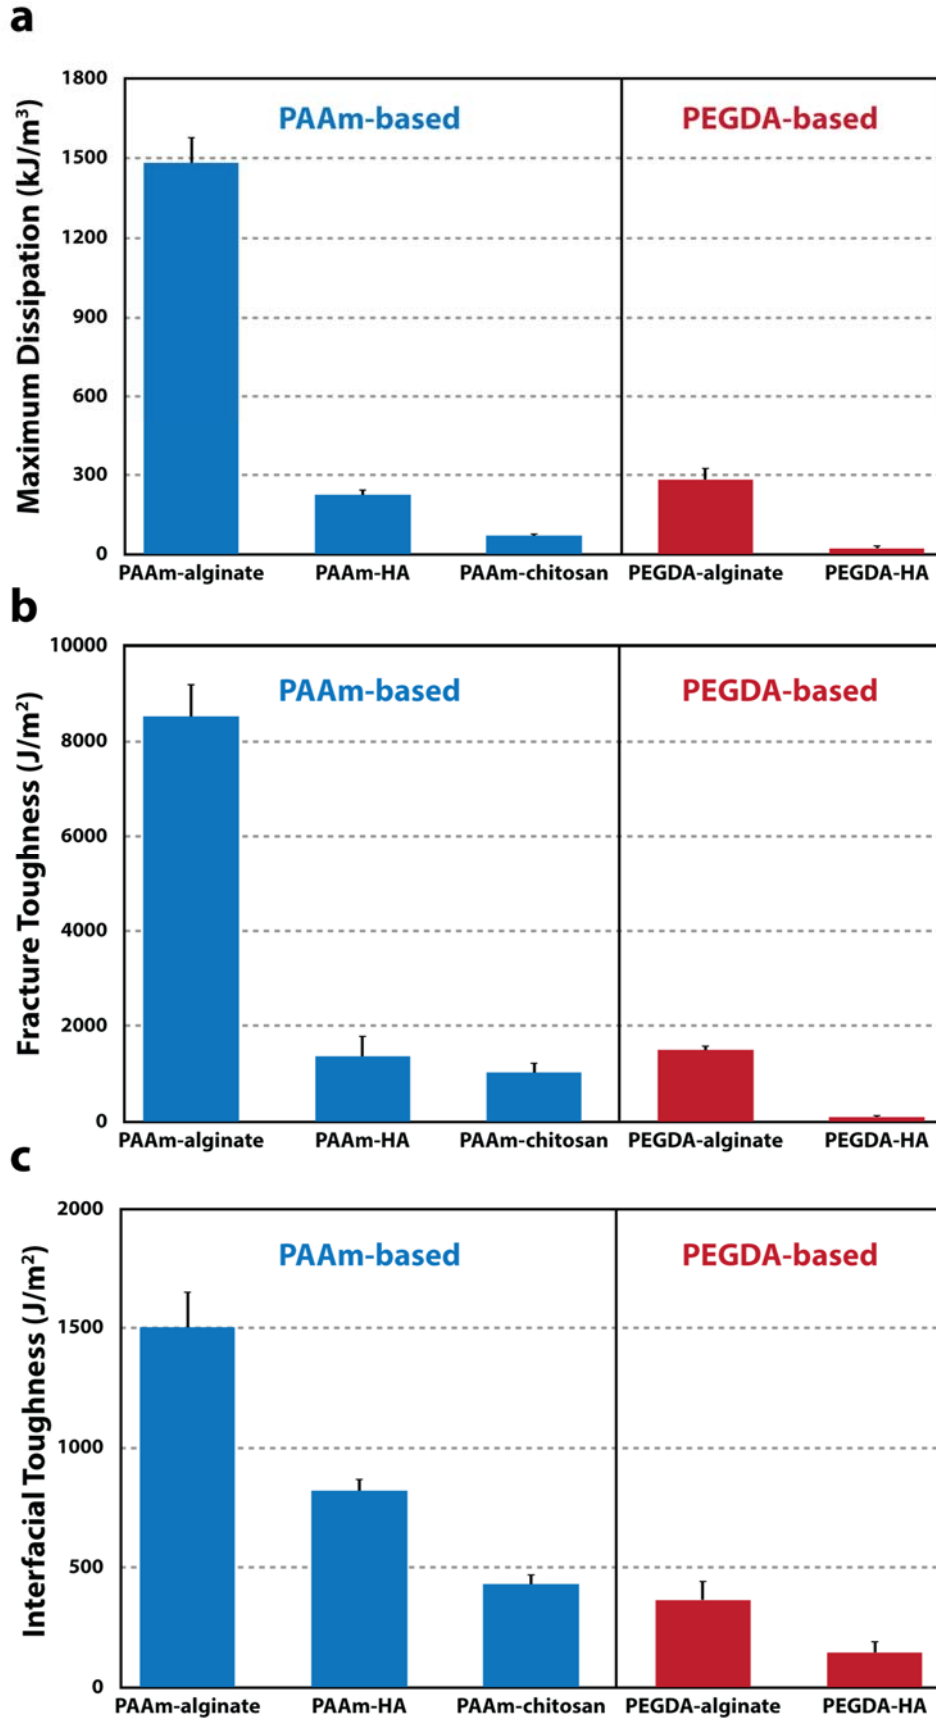 a
Maximum Dissipation (kJ/m³)
1800
1500
1200
900
600
300
0
PAAm-based
PEGDA-based
PAAm-alginate PAAm-HA PAAm-chitosan PEGDA-alginate PEGDA-HA
b
Fracture Toughness (J/m²)
10000
8000
6000
4000
2000
0
PAAm-based
PEGDA-based
PAAm-alginate PAAm-HA PAAm-chitosan PEGDA-alginate PEGDA-HA
c
Interfacial Toughness (J/m²)
2000
1500
1000
500
0
PAAm-based
PEGDA-based
PAAm-alginate PAAm-HA PAAm-chitosan PEGDA-alginate PEGDA-HA